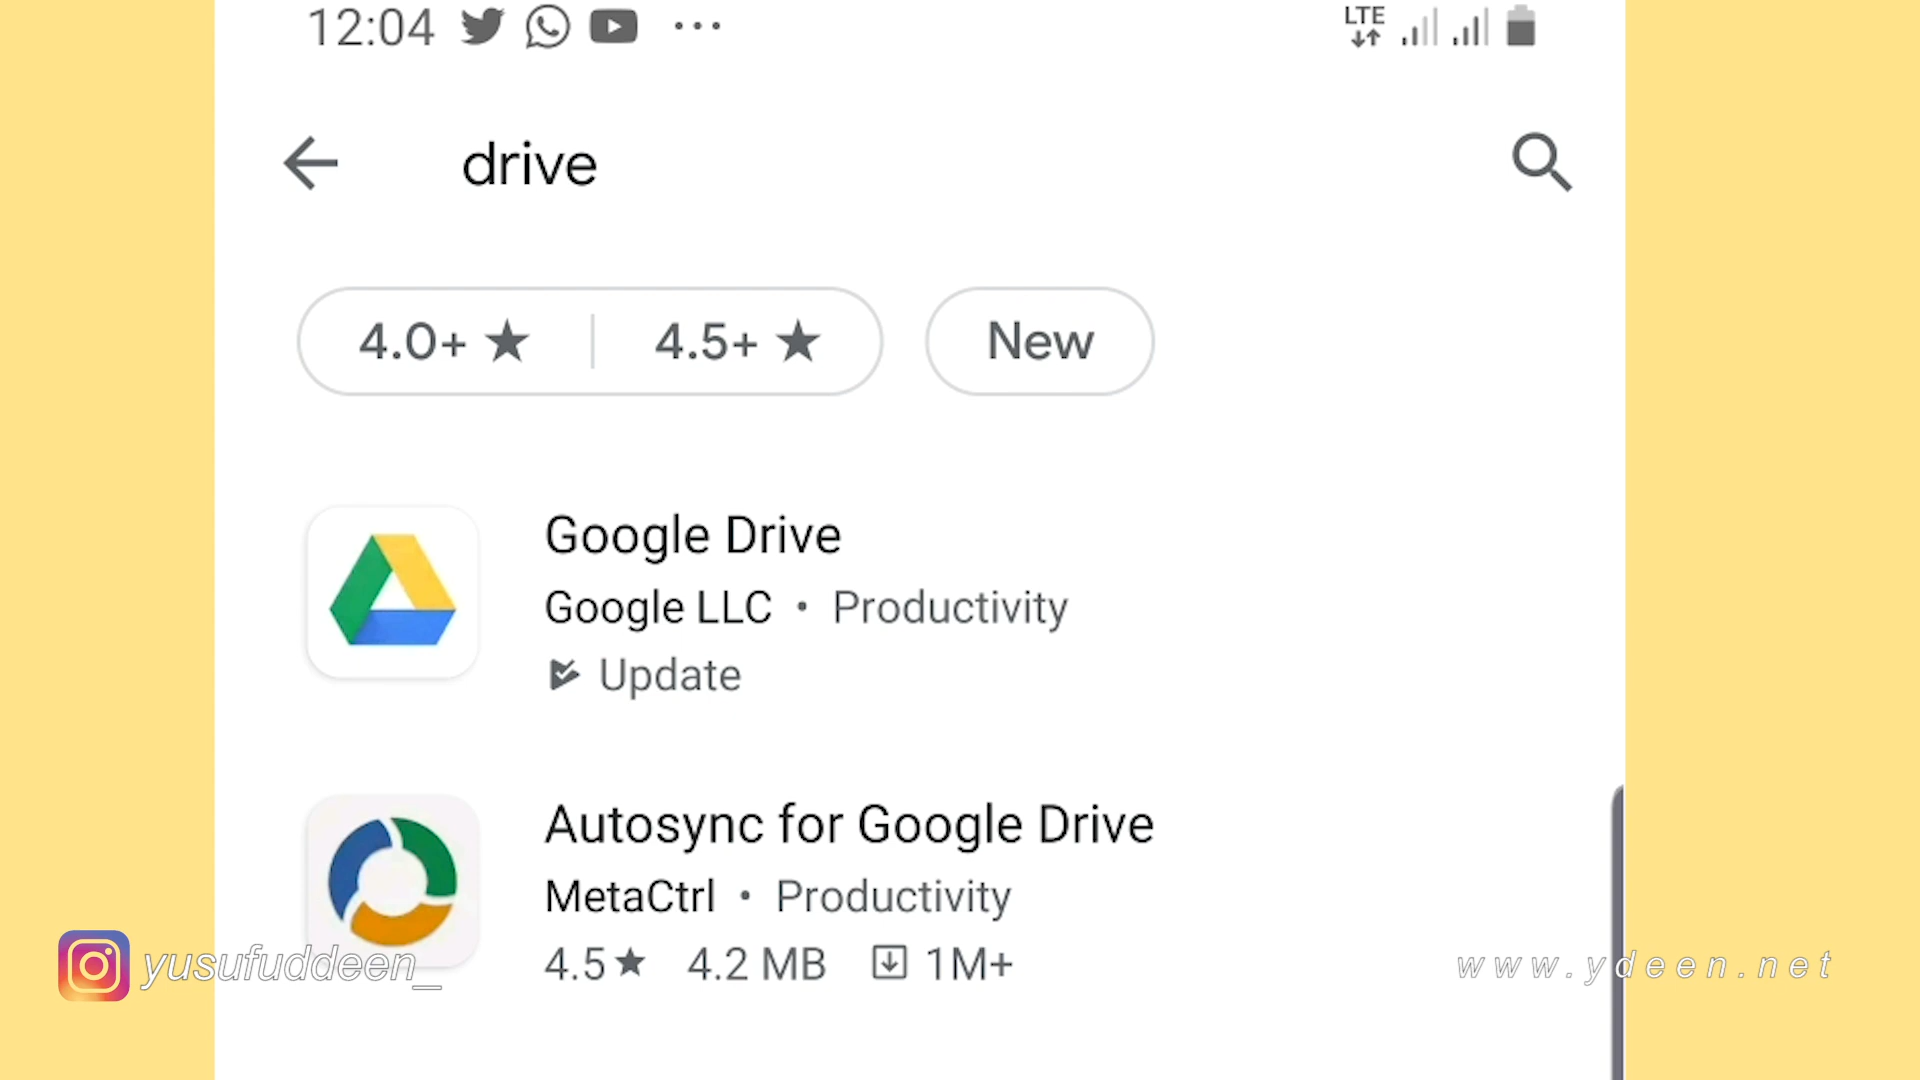 12:04 LTE
drive
4.0+ ★ 4.5+ ★ New
Google Drive
Google LLC • Productivity
Update
Autosync for Google Drive
MetaCtrl • Productivity
4.5★ 4.2 MB 1M+
yusufuddeen_
www.ydeen.net